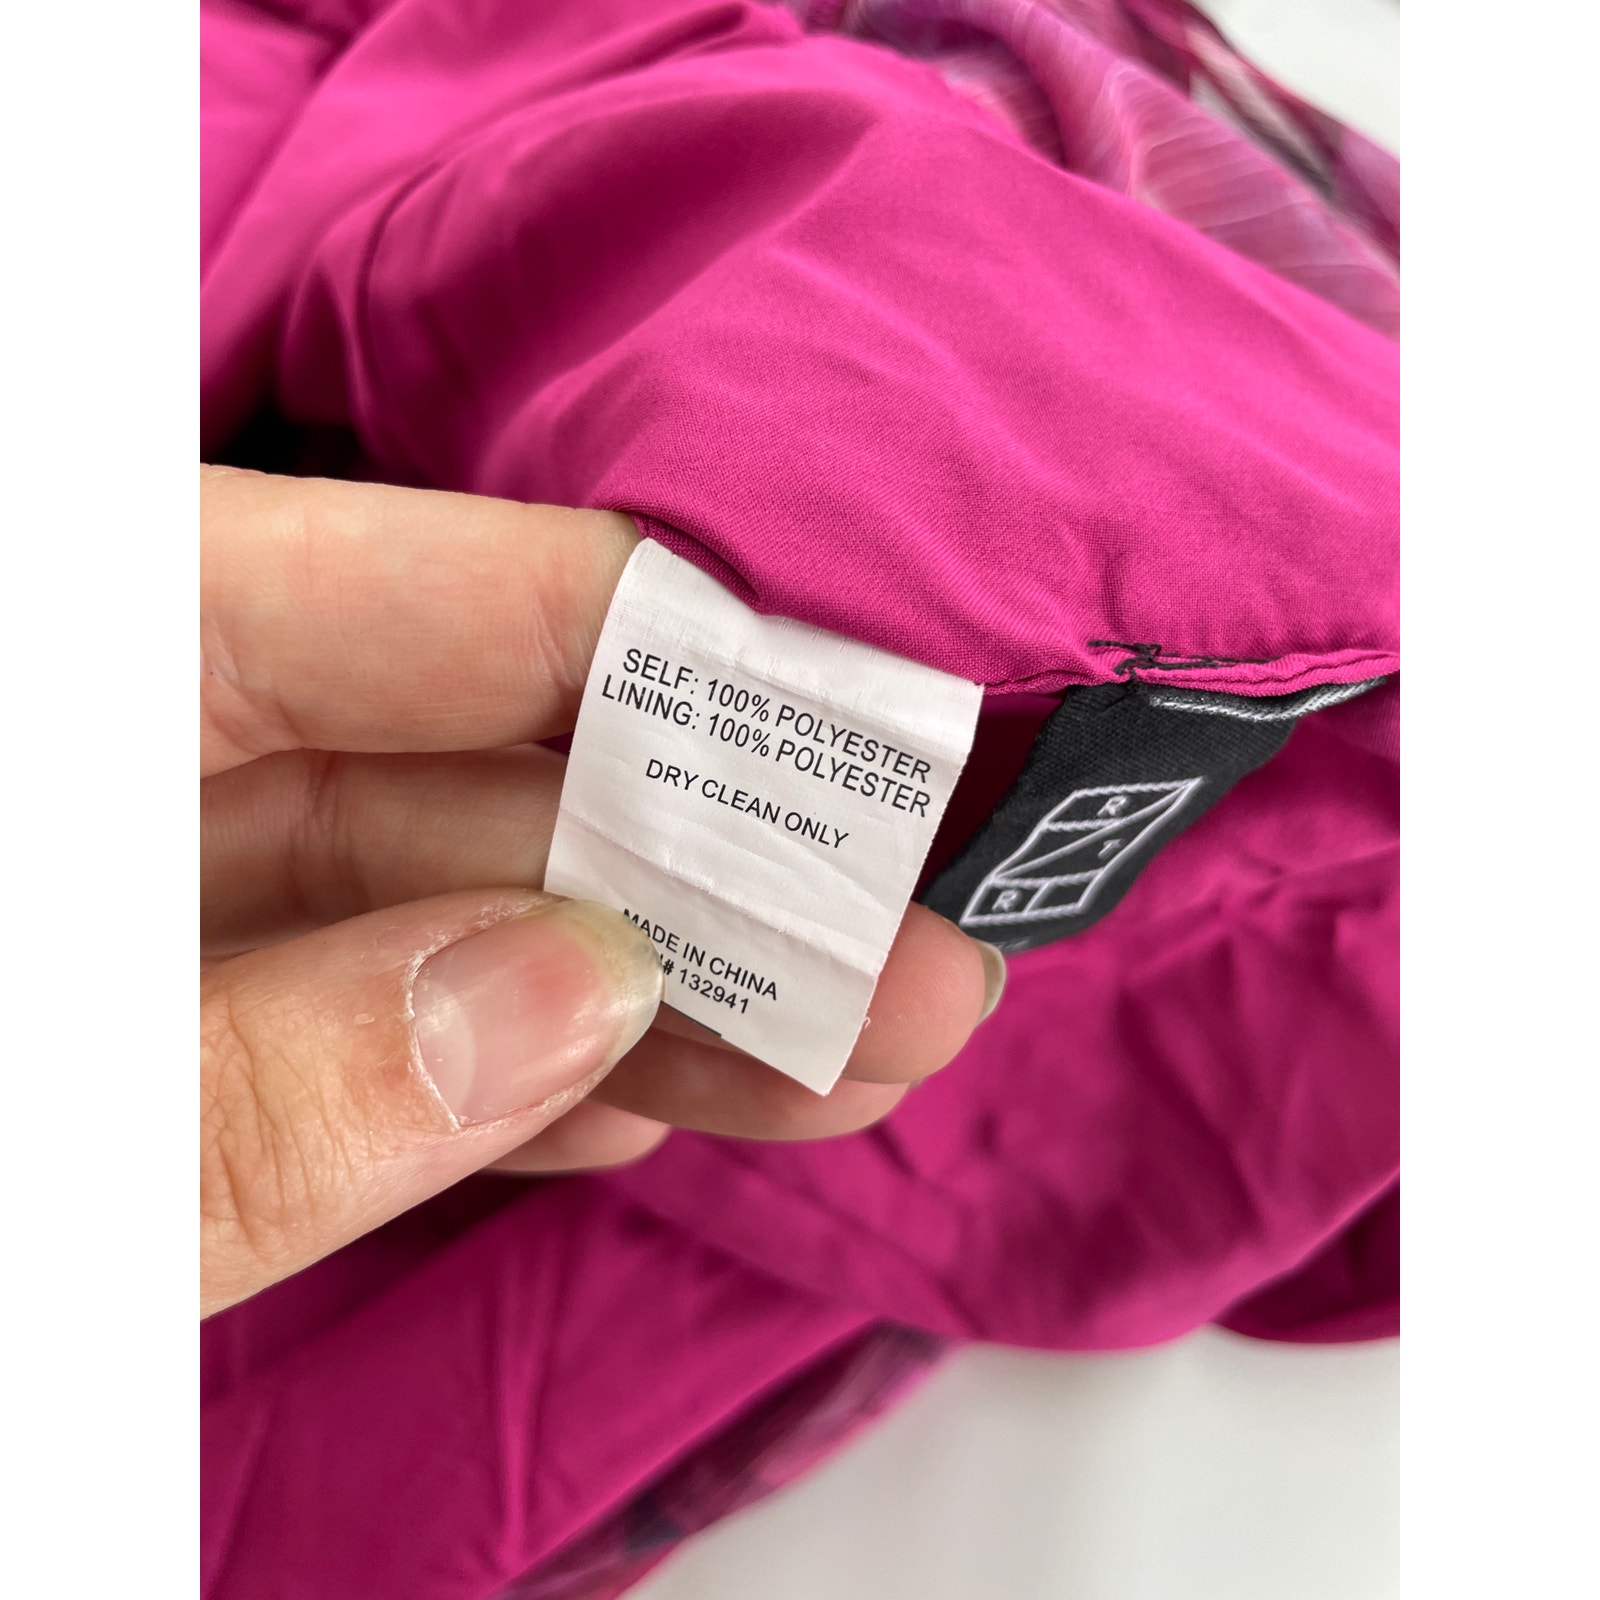 SELF: 100% POLYESTER
LINING: 100% POLYESTER
DRY CLEAN ONLY
MADE IN CHINA
# 132941
R
T
R